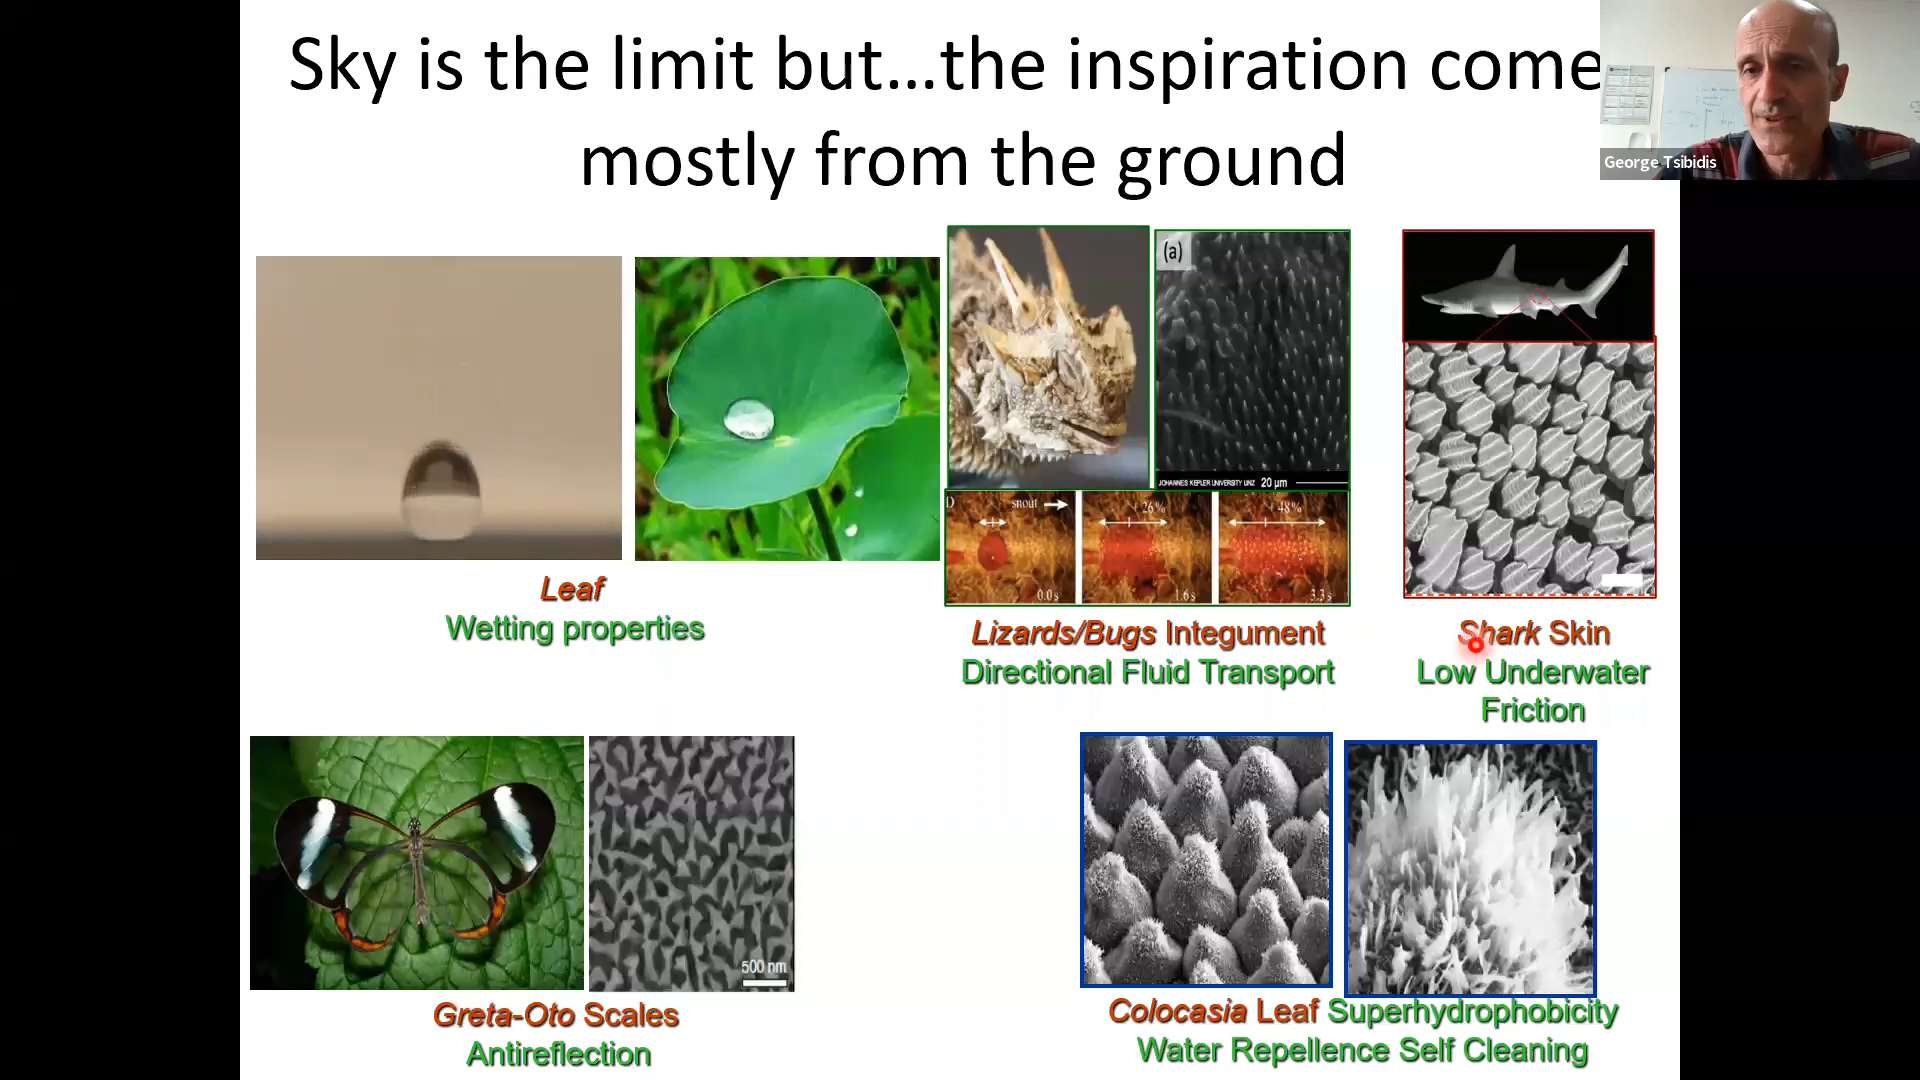 Sky is the limit but...the inspiration come
mostly from the ground
George Tsibidis
(a)
JOHANNES KEPLER UNIVERSITY LINZ 20 µm
D snout
0.0 s
26%
1.6 s
48%
3.3 s
Leaf
Wetting properties
Lizards/Bugs Integument
Directional Fluid Transport
Shark Skin
Low Underwater
Friction
500 nm
Greta-Oto Scales
Antireflection
Colocasia Leaf Superhydrophobicity
Water Repellence Self Cleaning